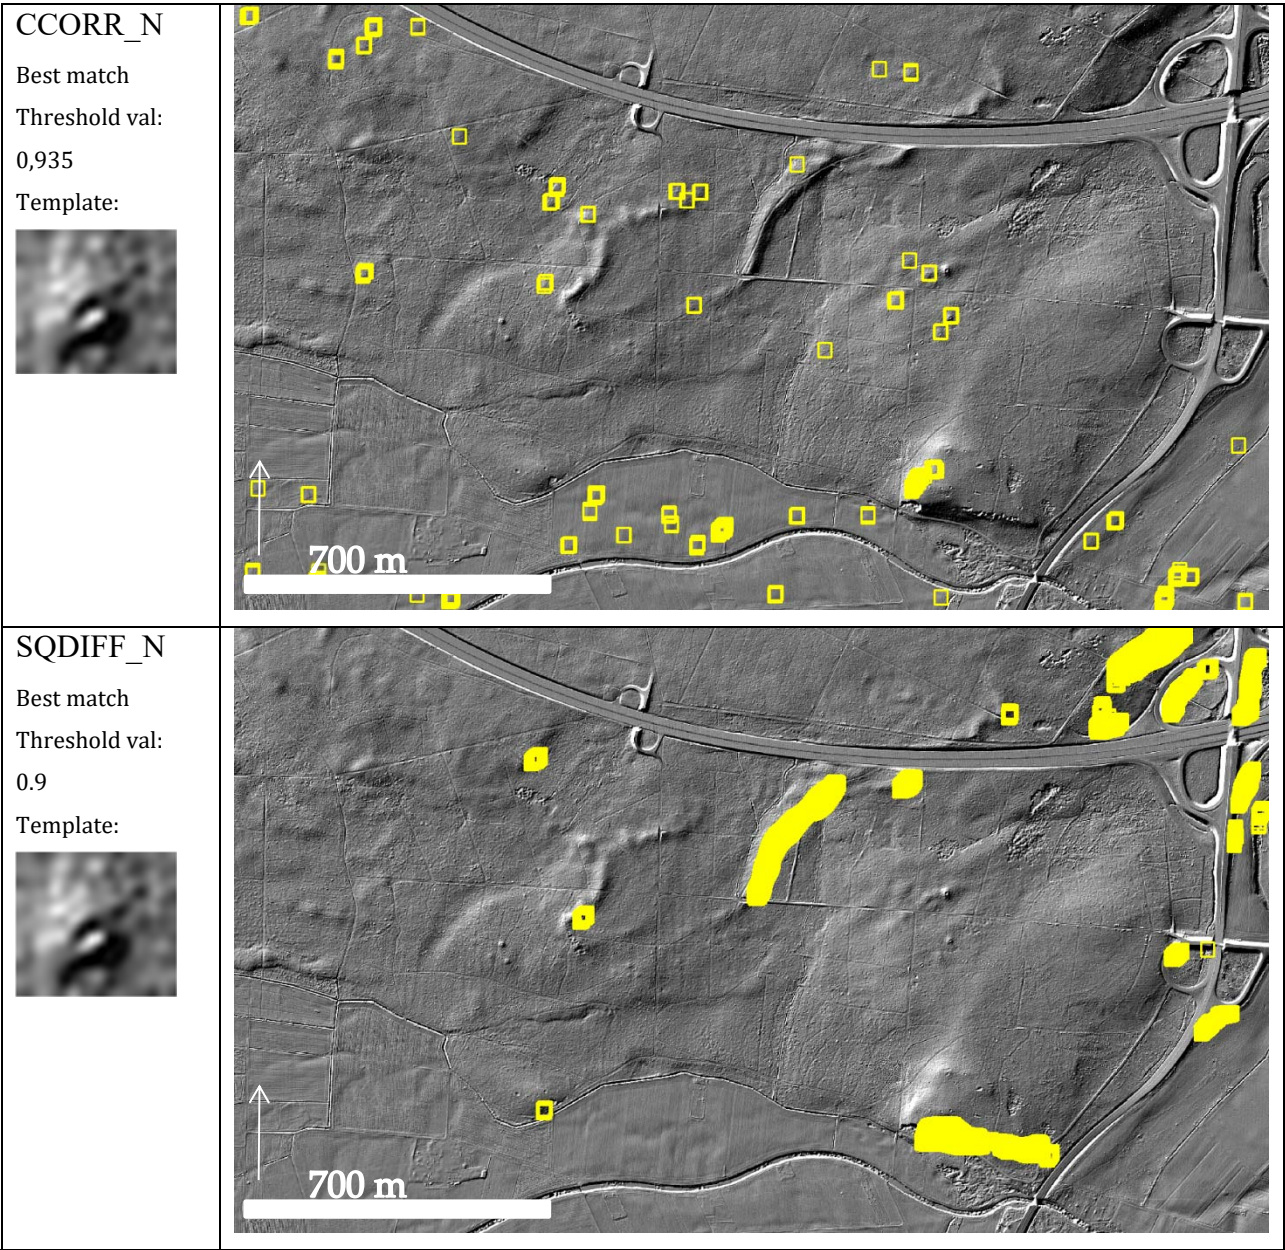 CCORR_N
Best match
Threshold val:
0,935
Template:
700 m
SQDIFF_N
Best match
Threshold val:
0.9
Template:
700 m